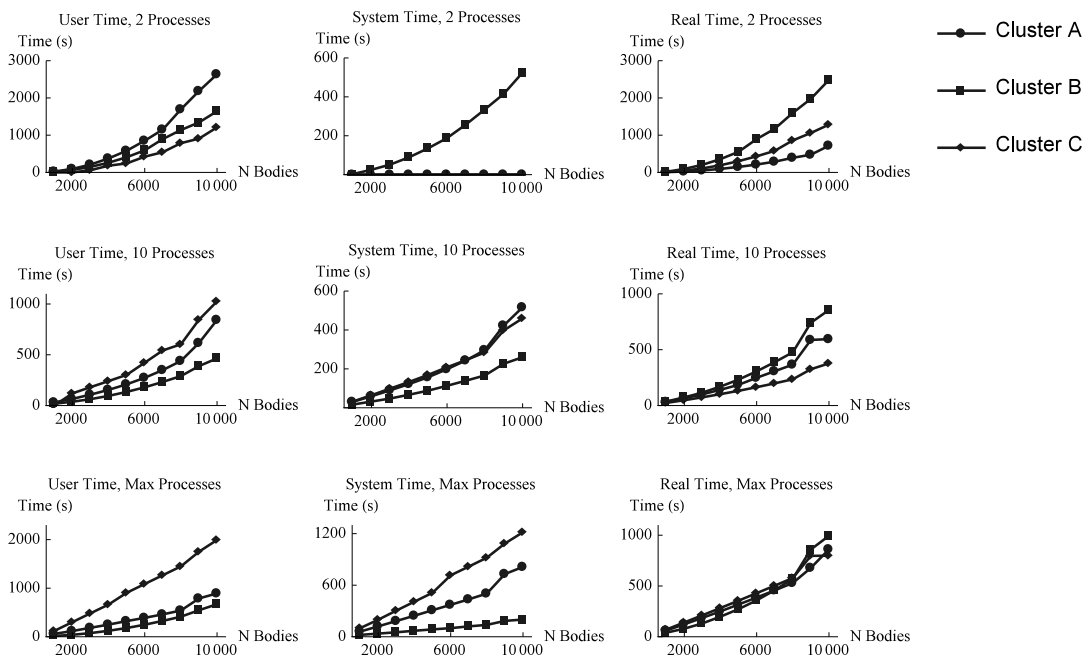 User Time, 2 Processes
Time (s)
3000
2000
1000
0
2000
6000
10 000
N Bodies
System Time, 2 Processes
Time (s)
600
400
200
0
2000
6000
10 000
N Bodies
Real Time, 2 Processes
Time (s)
3000
2000
1000
0
2000
6000
10 000
N Bodies
Cluster A
Cluster B
Cluster C
User Time, 10 Processes
Time (s)
1000
500
0
2000
6000
10 000
N Bodies
System Time, 10 Processes
Time (s)
600
400
200
2000
6000
10 000
N Bodies
Real Time, 10 Processes
Time (s)
1000
500
0
2000
6000
10 000
N Bodies
User Time, Max Processes
Time (s)
2000
1000
0
2000
6000
10 000
N Bodies
System Time, Max Processes
Time (s)
1200
600
0
2000
6000
10 000
N Bodies
Real Time, Max Processes
Time (s)
1000
500
0
2000
6000
10 000
N Bodies